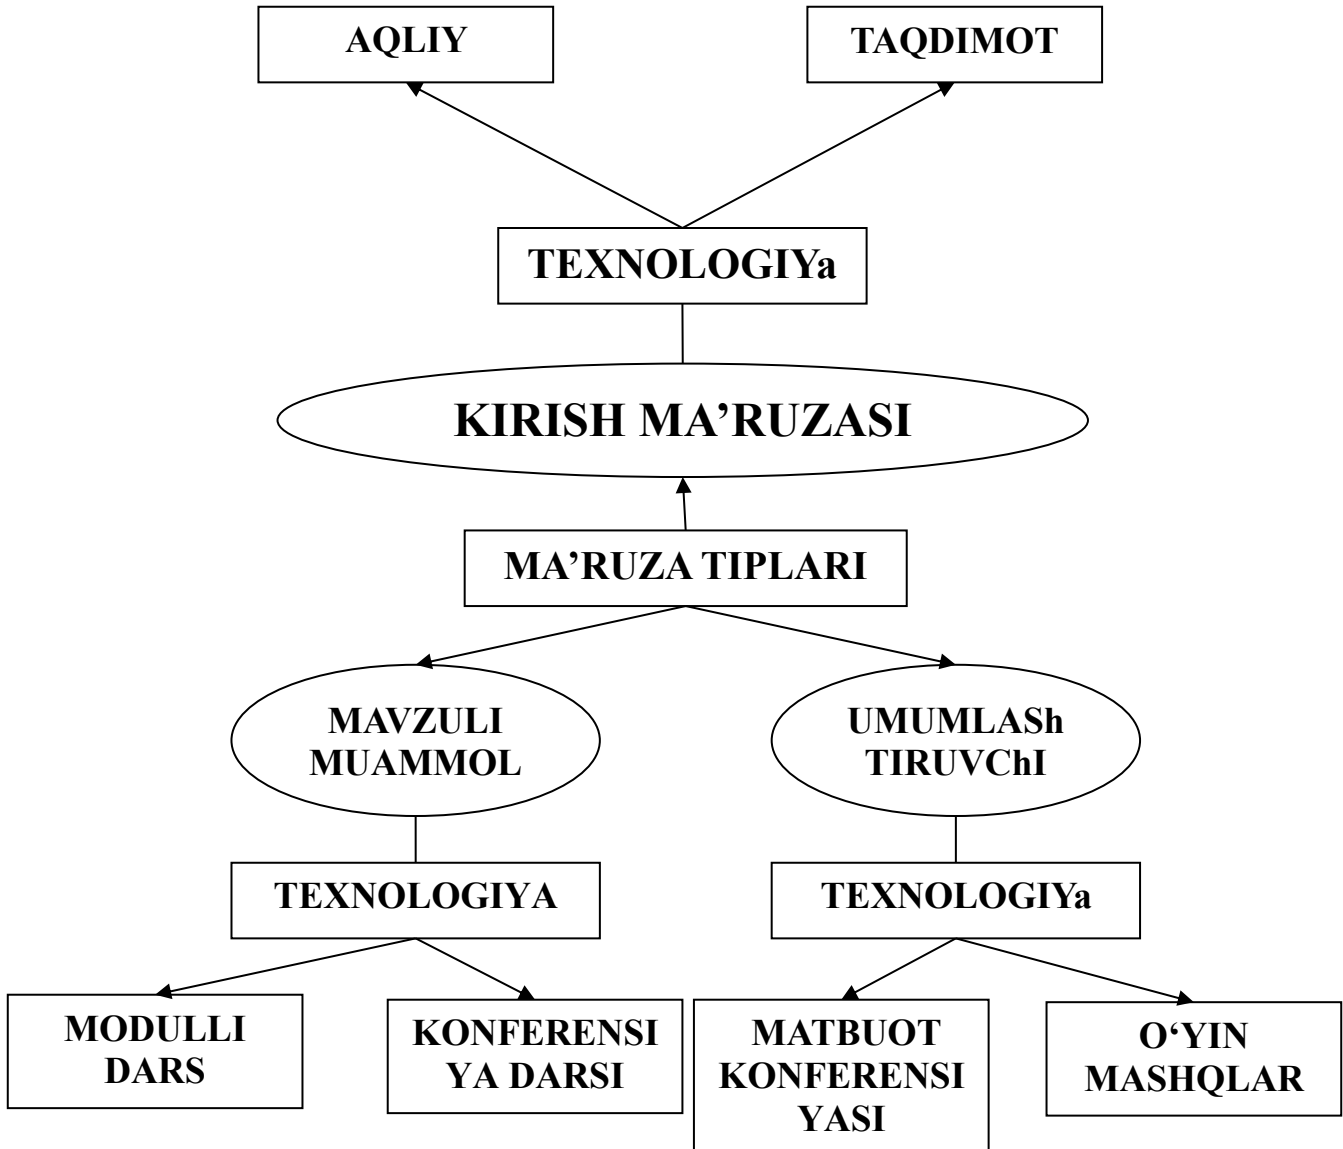 AQLIY
TAQDIMOT
TEXNOLOGIYa
KIRISH MA’RUZASI
MA’RUZA TIPLARI
MAVZULI
MUAMMOL
UMUMLASh
TIRUVChI
TEXNOLOGIYA
TEXNOLOGIYa
MODULLI
DARS
KONFERENSI
YA DARSI
MATBUOT
KONFERENSI
YASI
O‘YIN
MASHQLAR